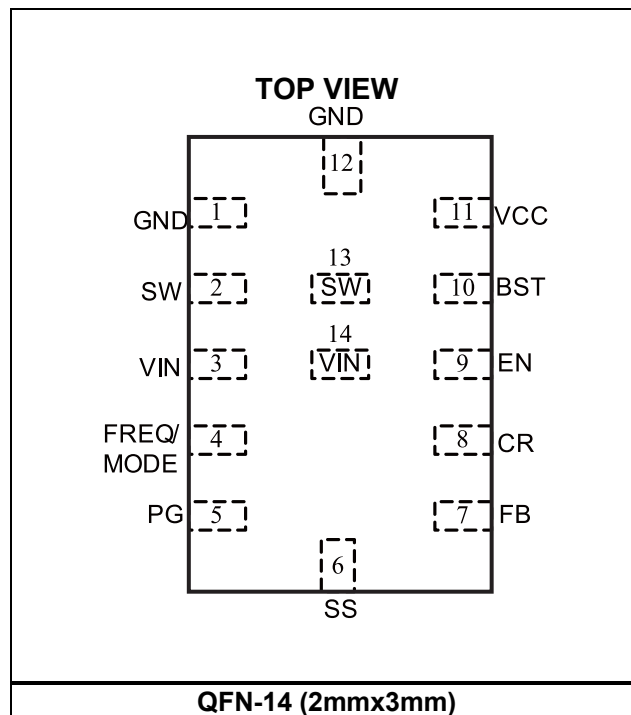 TOP VIEW
GND
12
GND 1 11 VCC
13
SW 2 SW 10 BST
14
VIN 3 VIN 9 EN
FREQ/
MODE 4 8 CR
PG 5 7 FB
6
SS
QFN-14 (2mmx3mm)